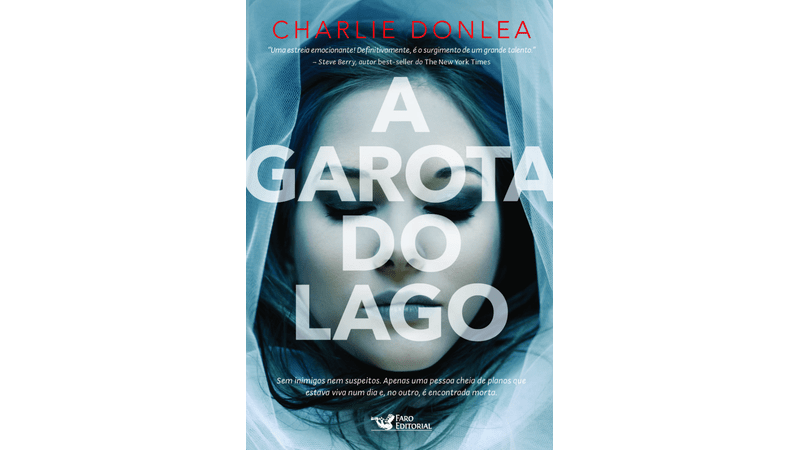 CHARLIE DONLEA
"Uma estreia emocionante! Definitivamente, é o surgimento de um grande talento."
– Steve Berry, autor best-seller do The New York Times
A
GAROTA
DO
LAGO
Sem inimigos nem suspeitos. Apenas uma pessoa cheia de planos que
estava viva num dia e, no outro, é encontrada morta.
FARO
EDITORIAL